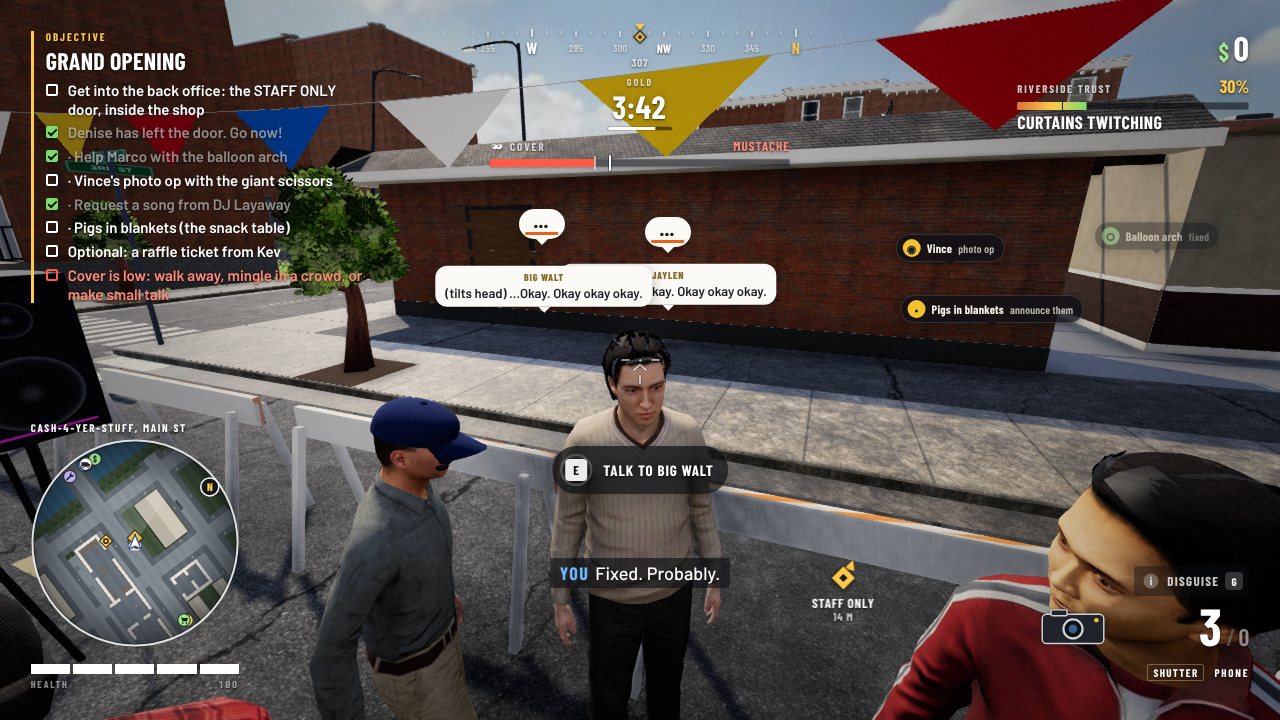 OBJECTIVE
GRAND OPENING
Get into the back office: the STAFF ONLY
door, inside the shop
Denise has left the door. Go now!
· Help Marco with the balloon arch
· Vince's photo op with the giant scissors
· Request a song from DJ Layaway
· Pigs in blankets (the snack table)
Optional: a raffle ticket from Kev
Cover is low: walk away, mingle in a crowd, or
make small talk
255 W 285 300 NW 330 345 N
307
GOLD
3:42
COVER MUSTACHE
$0
30%
RIVERSIDE TRUST
CURTAINS TWITCHING
...
...
BIG WALT
(tilts head) ...Okay. Okay okay okay.
JAYLEN
kay. Okay okay okay.
Vince photo op
Balloon arch fixed
Pigs in blankets announce them
E TALK TO BIG WALT
YOU Fixed. Probably.
STAFF ONLY
14 M
CASH-4-YER-STUFF, MAIN ST
N
$
HEALTH 100
i DISGUISE G
3/0
SHUTTER PHONE